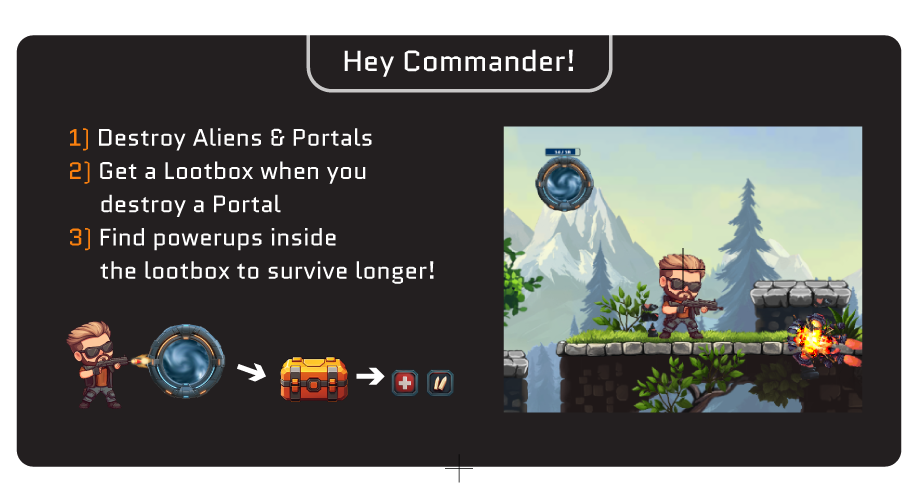 Hey Commander!
1) Destroy Aliens & Portals
2) Get a Lootbox when you
destroy a Portal
3) Find powerups inside
the lootbox to survive longer!